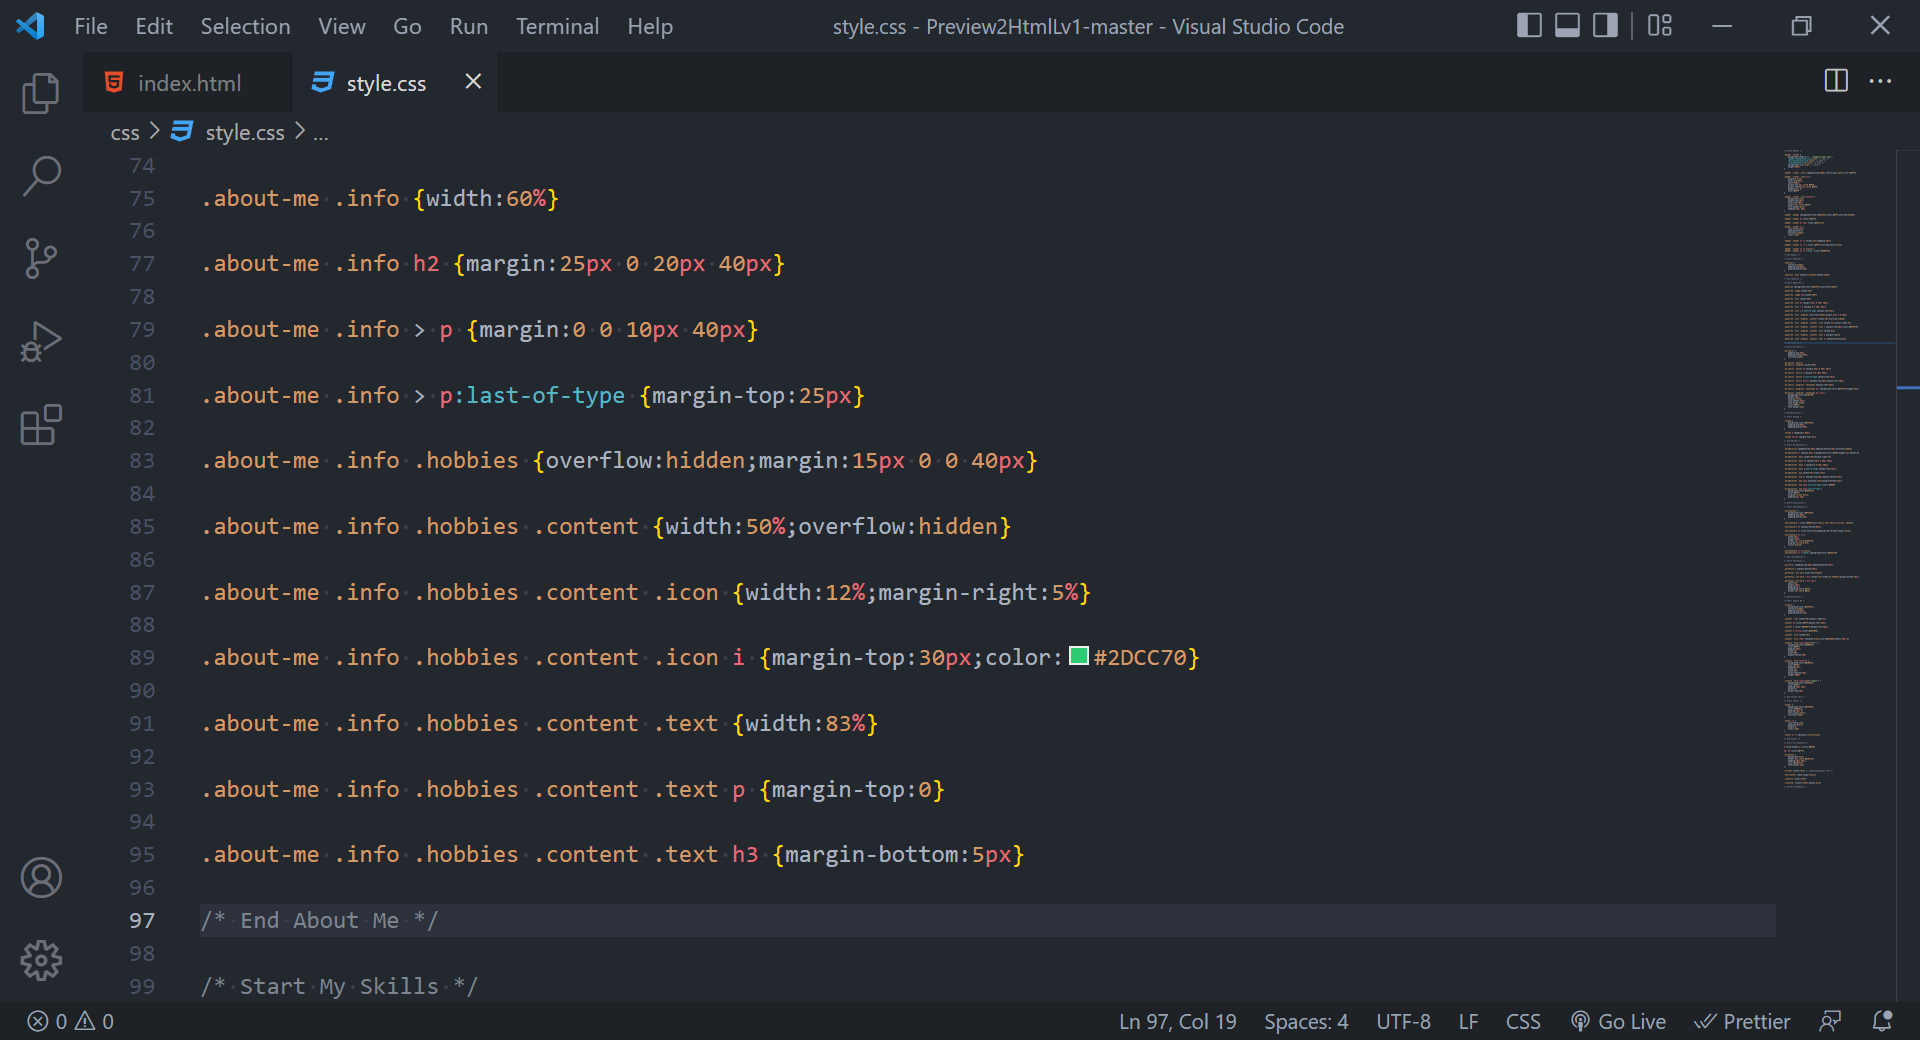 File Edit Selection View Go Run Terminal Help style.css - Preview2HtmlLv1-master - Visual Studio Code
index.html style.css
css > style.css > ...
74
75 .about-me .info {width:60%}
76
77 .about-me .info h2 {margin:25px 0 20px 40px}
78
79 .about-me .info > p {margin:0 0 10px 40px}
80
81 .about-me .info > p:last-of-type {margin-top:25px}
82
83 .about-me .info .hobbies {overflow:hidden;margin:15px 0 0 40px}
84
85 .about-me .info .hobbies .content {width:50%;overflow:hidden}
86
87 .about-me .info .hobbies .content .icon {width:12%;margin-right:5%}
88
89 .about-me .info .hobbies .content .icon i {margin-top:30px;color:#2DCC70}
90
91 .about-me .info .hobbies .content .text {width:83%}
92
93 .about-me .info .hobbies .content .text p {margin-top:0}
94
95 .about-me .info .hobbies .content .text h3 {margin-bottom:5px}
96
97 /* End About Me */
98
99 /* Start My Skills */
0 0 Ln 97, Col 19 Spaces: 4 UTF-8 LF CSS Go Live Prettier